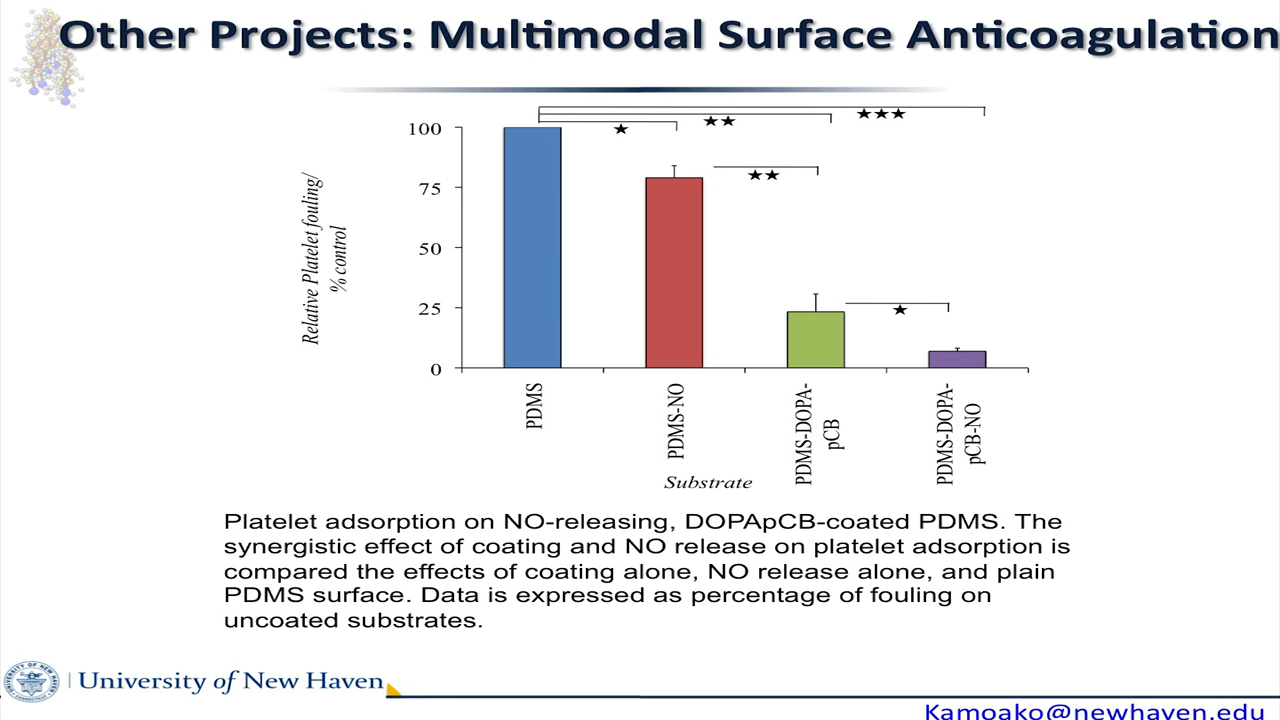 Other Projects: Multimodal Surface Anticoagulation
★★★
★★
★
★★
★
100
75
50
25
0
Relative Platelet fouling/
% control
PDMS
PDMS-NO
PDMS-DOPA-
pCB
PDMS-DOPA-
pCB-NO
Substrate
Platelet adsorption on NO-releasing, DOPApCB-coated PDMS. The
synergistic effect of coating and NO release on platelet adsorption is
compared the effects of coating alone, NO release alone, and plain
PDMS surface. Data is expressed as percentage of fouling on
uncoated substrates.
University of New Haven
Kamoako@newhaven.edu